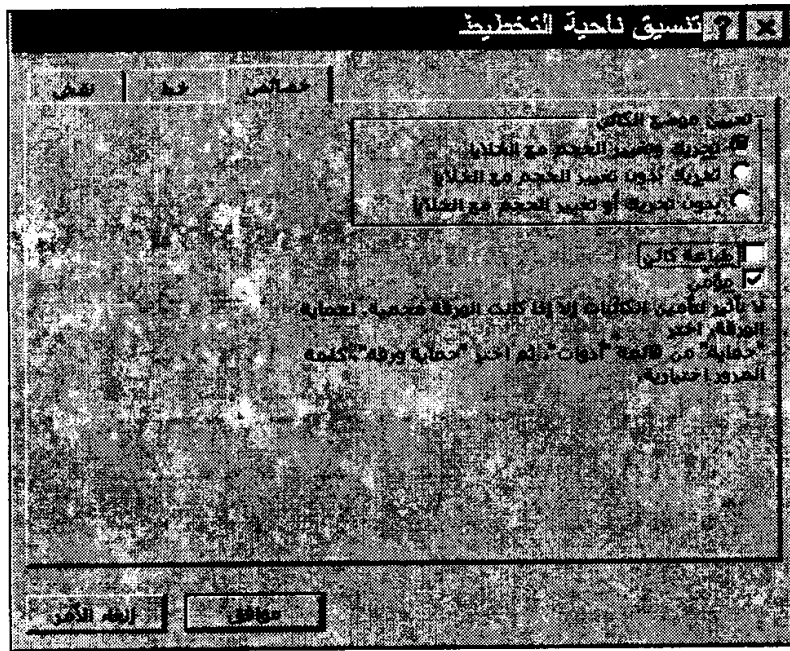 تنسيق ناحية التخطيط
خصائص خط نقش
تعيين موضع الكائن
تحريك وتغيير الحجم مع الخلايا
تحريك بدون تغيير الحجم مع الخلايا
بدون تحريك أو تغيير الحجم مع الخلايا
طباعة كائن
مؤمن
لا تأثير لتأمين الكائنات إلا إذا كانت الورقة محمية. لحماية
الورقة، اختر
"حماية" من قائمة "أدوات"، ثم اختر "حماية ورقة". كلمة
المرور اختيارية.
موافق إلغاء الأمر